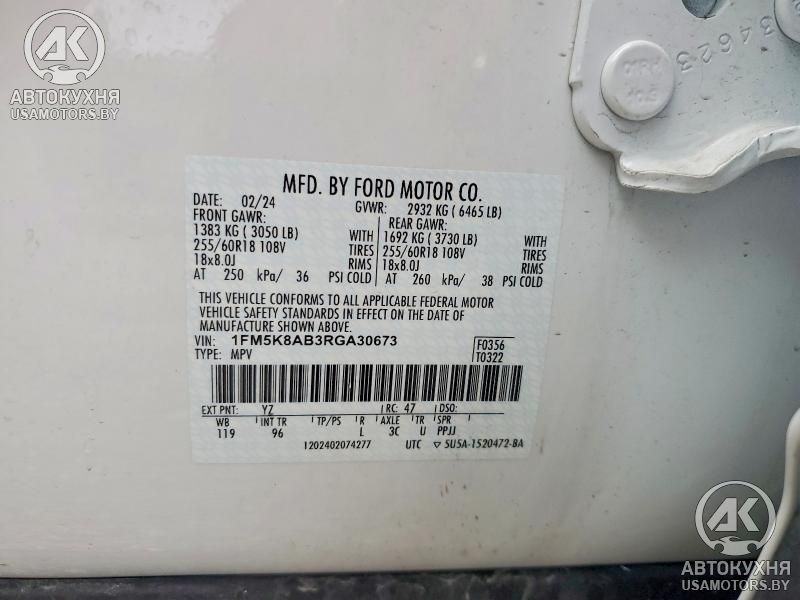 AK
АВТОКУХНЯ
USAMOTORS.BY
34623
MFD. BY FORD MOTOR CO.
DATE: 02/24 GVWR: 2932 KG ( 6465 LB)
FRONT GAWR: REAR GAWR:
1383 KG ( 3050 LB) WITH 1692 KG ( 3730 LB) WITH
255/60R18 108V TIRES 255/60R18 108V TIRES
18x8.0J RIMS 18x8.0J RIMS
AT 250 kPa/ 36 PSI COLD AT 260 kPa/ 38 PSI COLD
THIS VEHICLE CONFORMS TO ALL APPLICABLE FEDERAL MOTOR
VEHICLE SAFETY STANDARDS IN EFFECT ON THE DATE OF
MANUFACTURE SHOWN ABOVE.
VIN: 1FM5K8AB3RGA30673 F0356
TYPE: MPV T0322
EXT PNT: YZ RC: 47 DSO:
WB INT TR TP/PS R AXLE TR SPR
119 96 L 3C U PPJJ
1202402074277 UTC ▽ 5U5A-1520472-BA
AK
АВТОКУХНЯ
USAMOTORS.BY